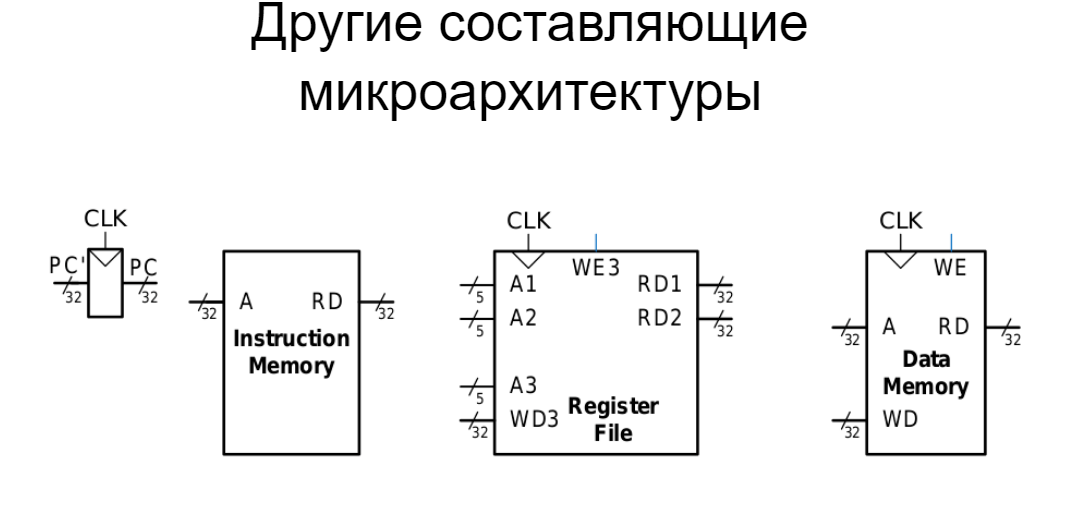 Другие составляющие
микроархитектуры
CLK
PC' PC
32 32
A RD
32 32
Instruction
Memory
CLK
WE3
A1 RD1
5 32
A2 RD2
5 32
A3
5
WD3
32
Register
File
CLK
WE
A RD
32 32
Data
Memory
WD
32